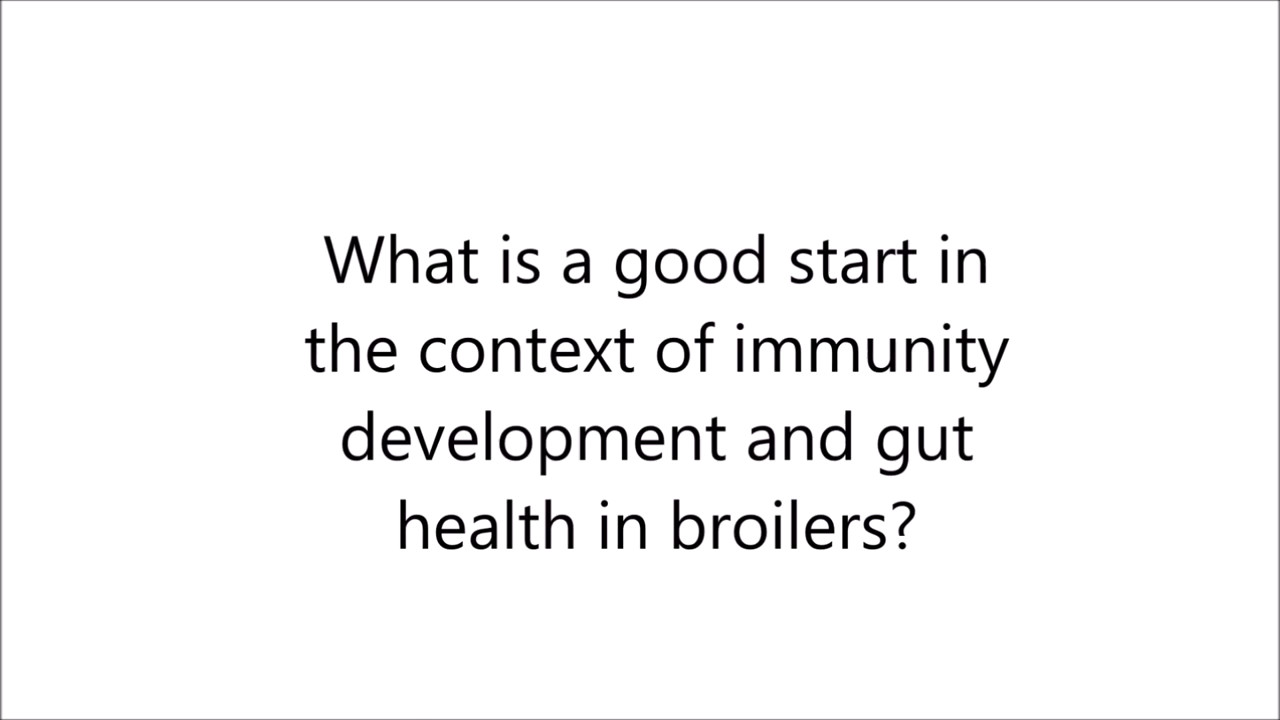 What is a good start in
the context of immunity
development and gut
health in broilers?